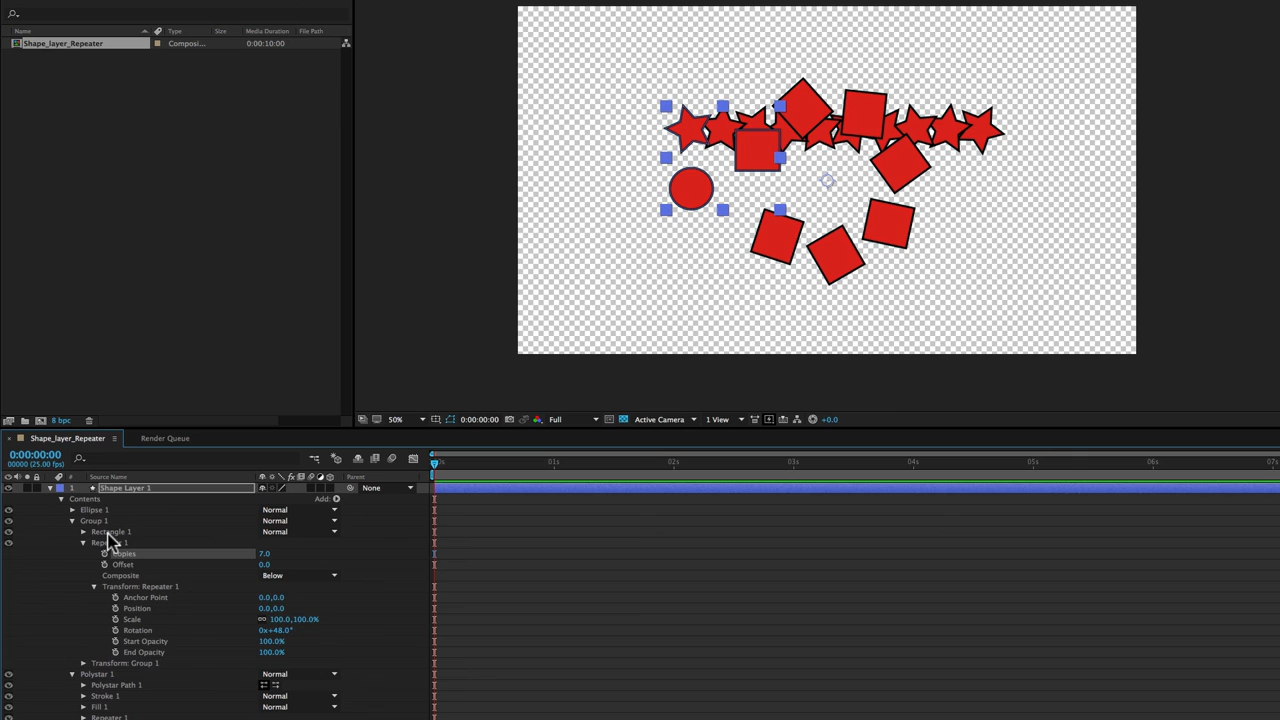 Name Type Size Media Duration File Path
Shape_layer_Repeater Composi... 0:00:10:00
8 bpc 50% 0:00:00:00 Full Active Camera 1 View +0.0
Shape_layer_Repeater Render Queue
0:00:00:00
00000 (25.00 fps)
# Source Name Parent 01s 02s 03s 04s 05s 06s
1 Shape Layer 1 None
Contents Add:
Ellipse 1 Normal
Group 1 Normal
Rectangle 1 Normal
Copies 7.0
Offset 0.0
Composite Below
Transform: Repeater 1
Anchor Point 0.0,0.0
Position 0.0,0.0
Scale 100.0,100.0%
Rotation 0x+48.0°
Start Opacity 100.0%
End Opacity 100.0%
Transform: Group 1
Polystar 1 Normal
Polystar Path 1
Stroke 1 Normal
Fill 1 Normal
Repeater 1